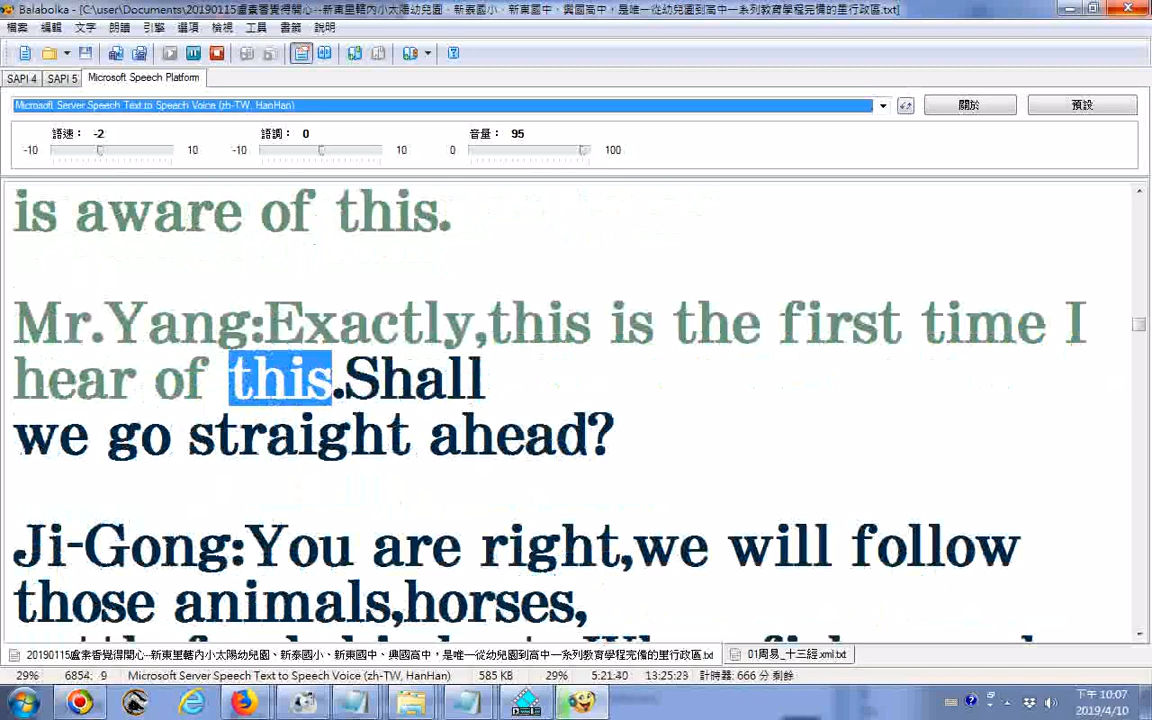 Balabolka - [C:\user\Documents\20190115盧素香覺得開心--新東里轄內小太陽幼兒園、新泰國小、新東國中、興國高中，是唯一從幼兒園到高中一系列教育學程完備的里行政區.txt]
檔案 編輯 文字 朗讀 引擎 選項 檢視 工具 書籤 說明
SAPI 4 SAPI 5 Microsoft Speech Platform
Microsoft Server Speech Text to Speech Voice (zh-TW, HanHan)
關於 預設
語速： -2 語調： 0 音量： 95
-10 10 -10 10 0 100
is aware of this.
Mr.Yang:Exactly,this is the first time I
hear of this.Shall
we go straight ahead?
Ji-Gong:You are right,we will follow
those animals,horses,
20190115盧素香覺得開心--新東里轄內小太陽幼兒園、新泰國小、新東國中、興國高中，是唯一從幼兒園到高中一系列教育學程完備的里行政區.txt 01周易_十三經.xml.txt
29% 6854: 9 Microsoft Server Speech Text to Speech Voice (zh-TW, HanHan) 585 KB 29% 5:21:40 13:25:23 計時器: 666 分 剩餘
下午 10:07
2019/4/10